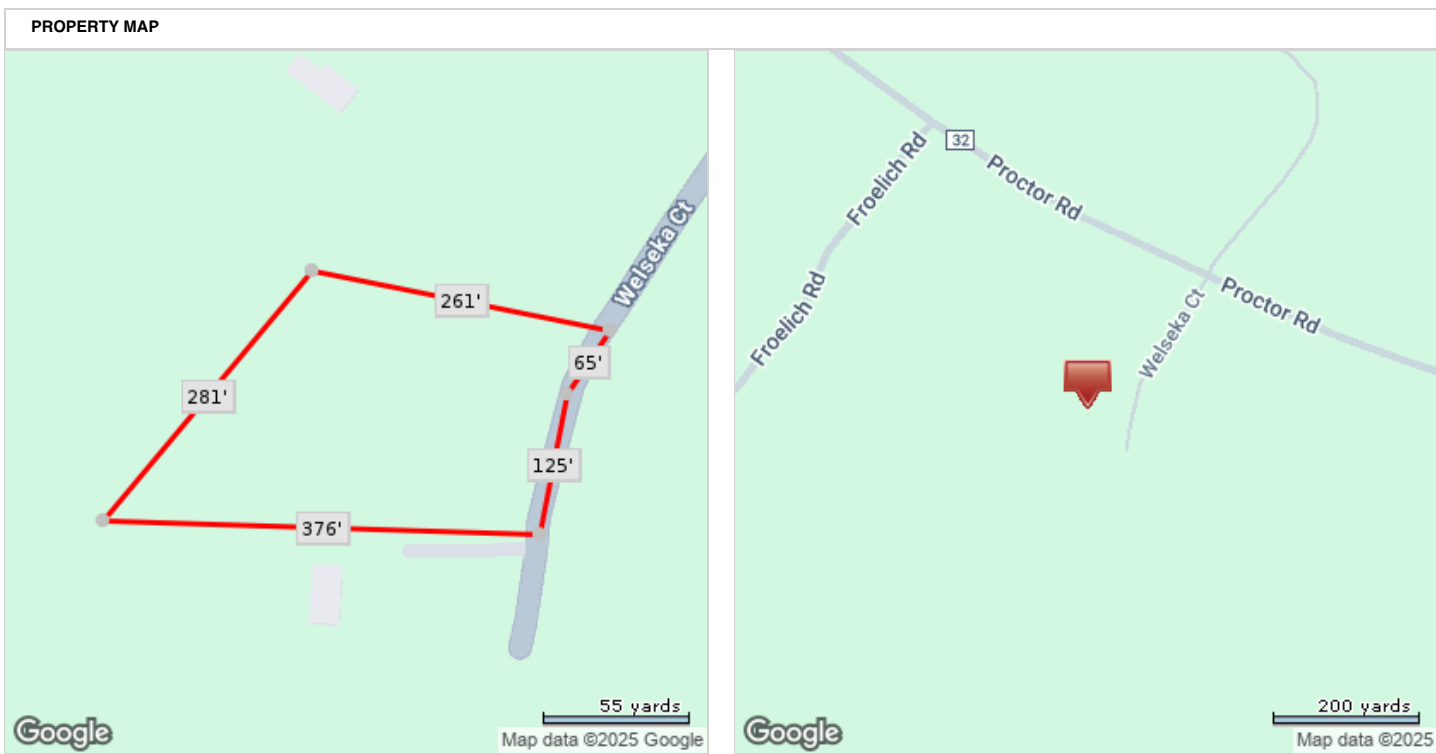 PROPERTY MAP
Welseka Ct
261'
65'
281'
125'
376'
55 yards
Google
Map data ©2025 Google
32
Froelich Rd
Proctor Rd
Froelich Rd
Welseka Ct
Proctor Rd
200 yards
Google
Map data ©2025